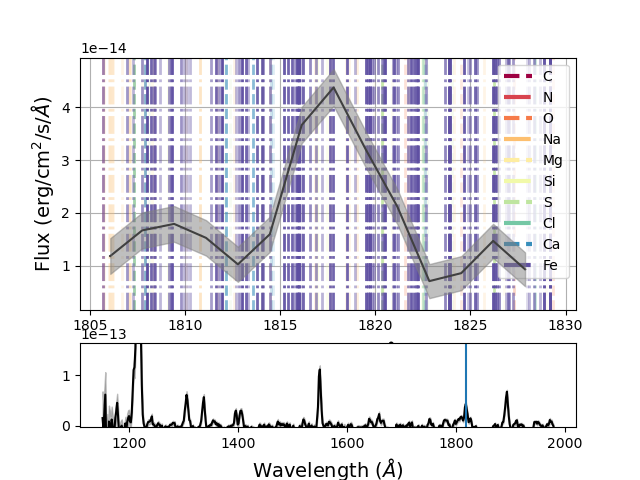 1e−14
Flux (erg/cm²/s/Å)
4
3
2
1
C
N
O
Na
Mg
Si
S
Cl
Ca
Fe
1805 1810 1815 1820 1825 1830
1e−13
1
0
1200 1400 1600 1800 2000
Wavelength (Å)